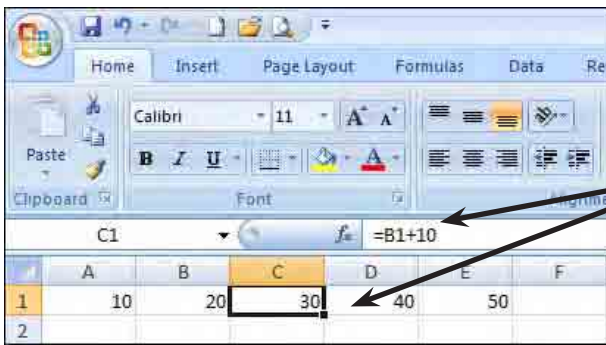 Home Insert Page Layout Formulas Data Re
Calibri 11 A A
Paste B I U A
Clipboard Font
C1 fx =B1+10
A B C D E F
1 10 20 30 40 50
2